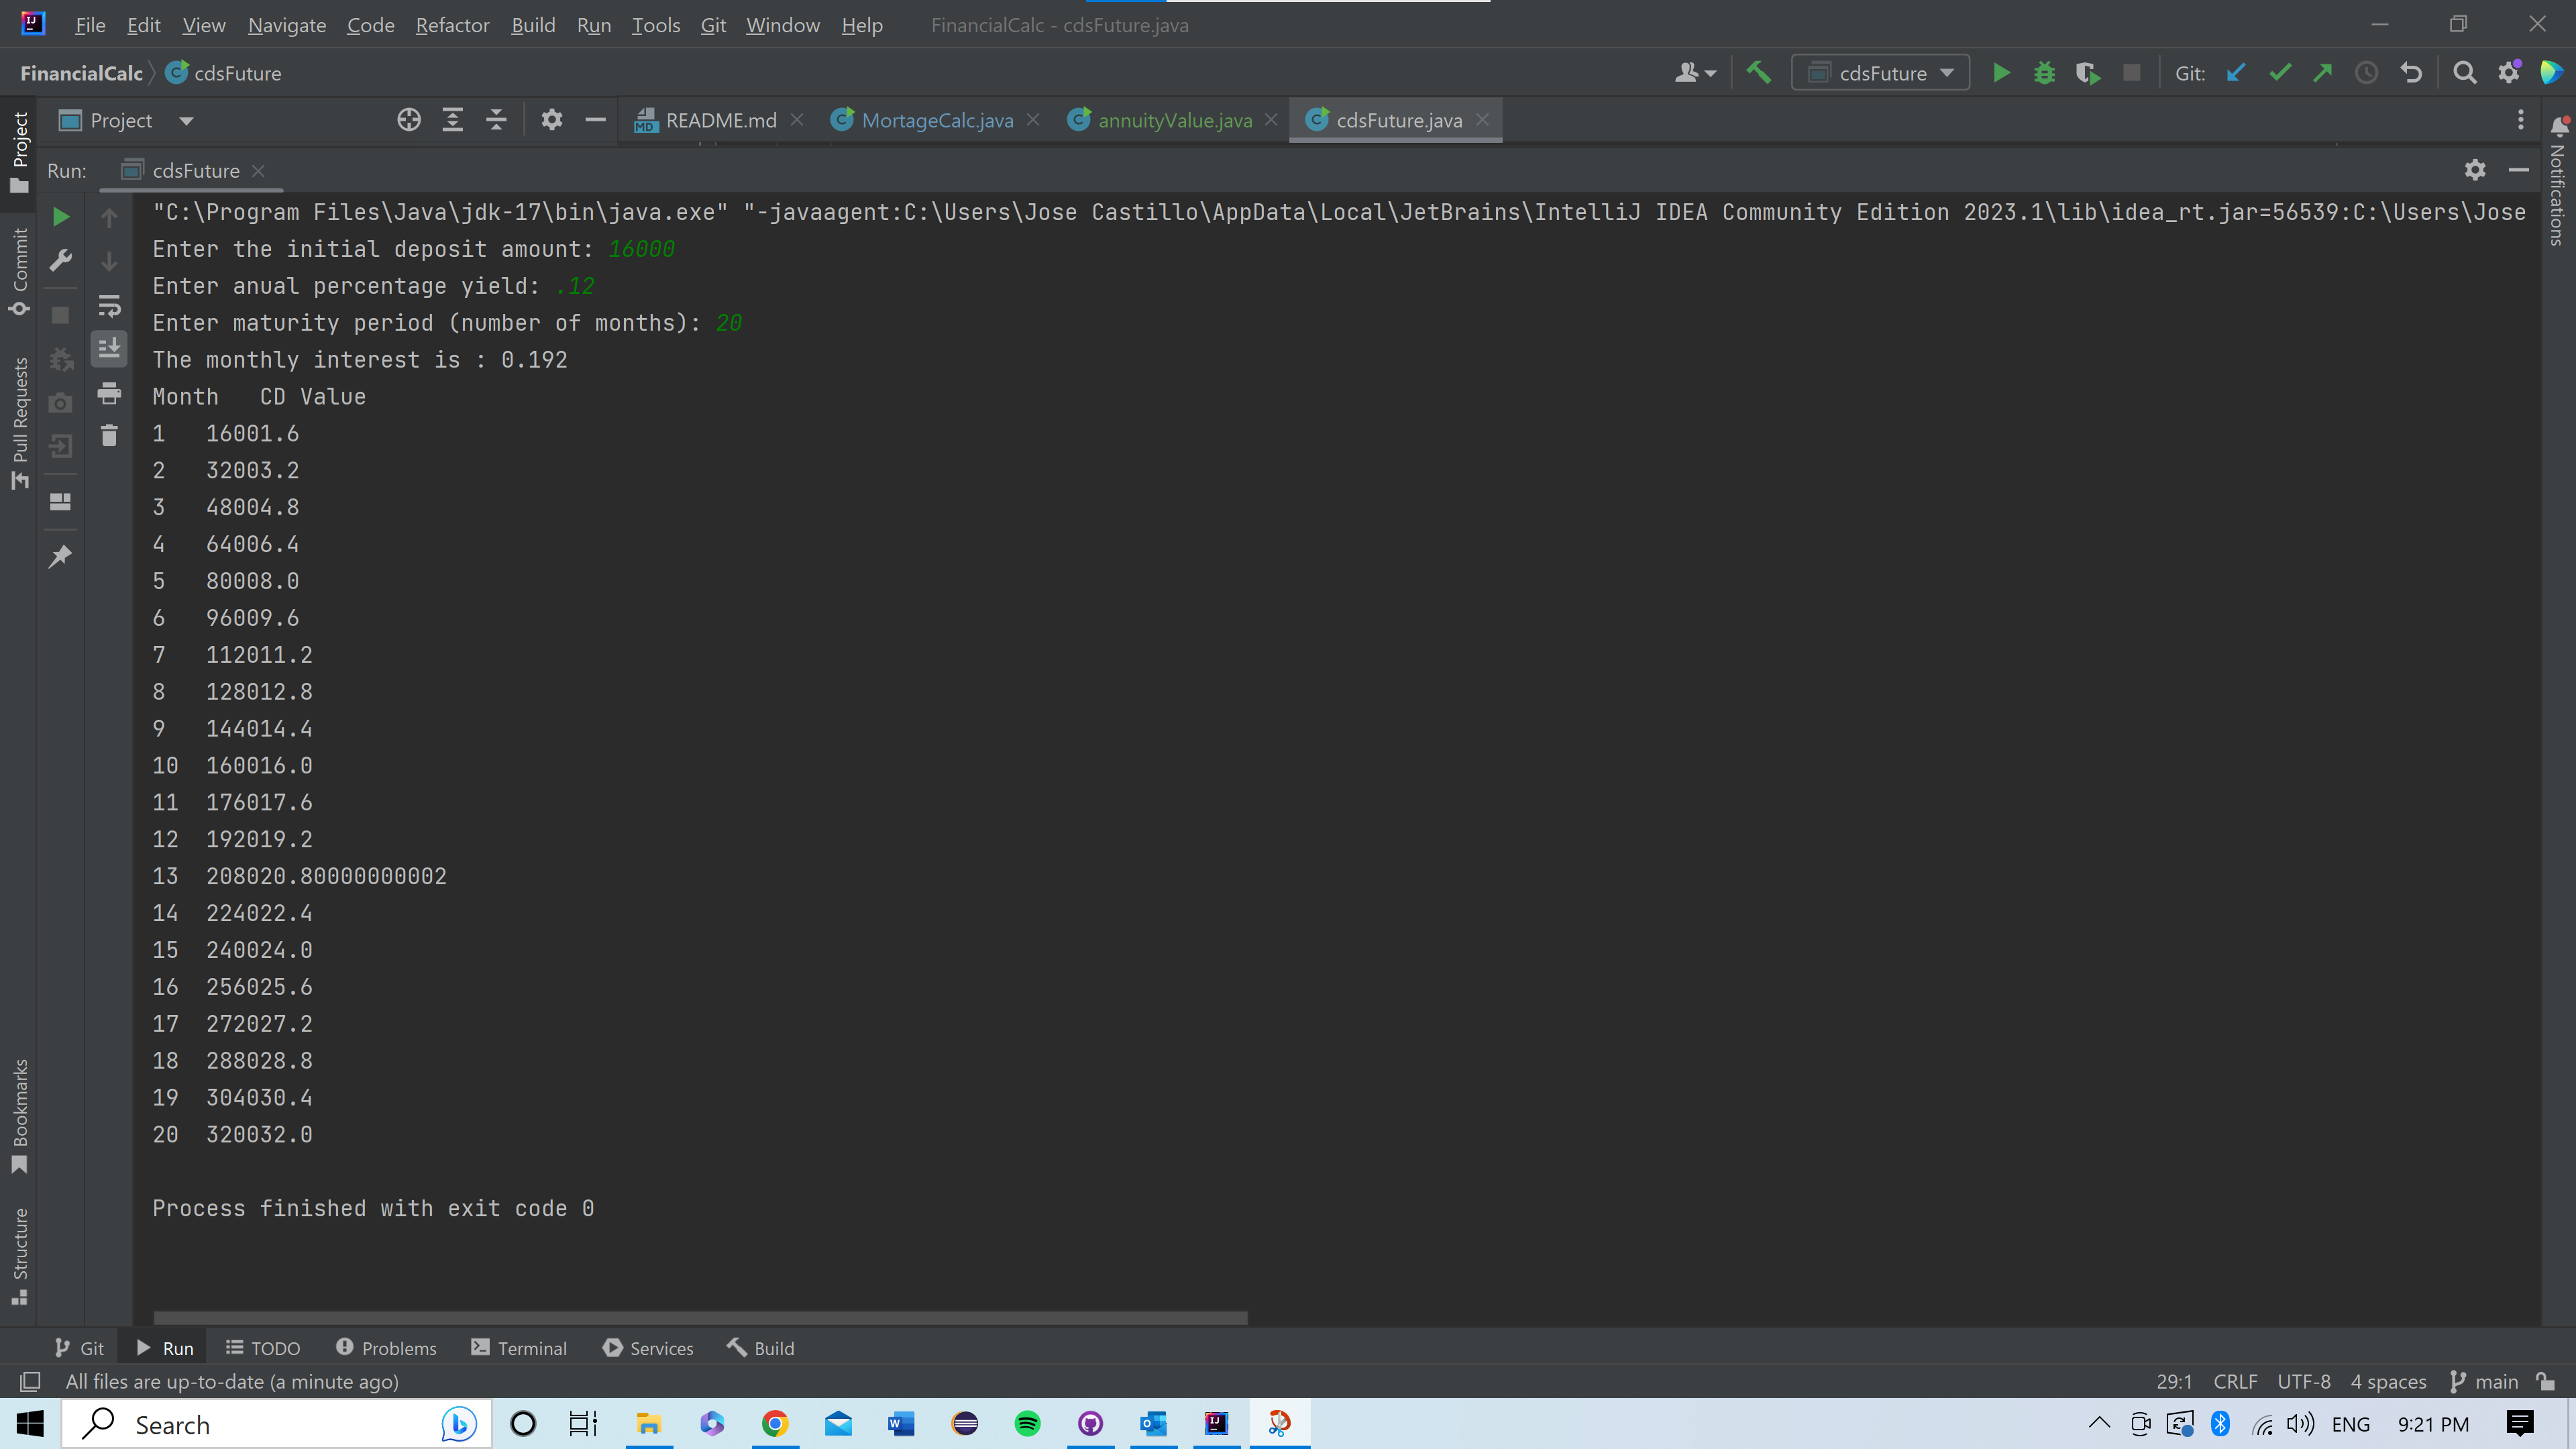 File Edit View Navigate Code Refactor Build Run Tools Git Window Help FinancialCalc - cdsFuture.java
FinancialCalc cdsFuture cdsFuture Git:
Project README.md MortageCalc.java annuityValue.java cdsFuture.java
Run: cdsFuture
Project
Commit
Pull Requests
Bookmarks
Structure
Notifications
"C:\Program Files\Java\jdk-17\bin\java.exe" "-javaagent:C:\Users\Jose Castillo\AppData\Local\JetBrains\IntelliJ IDEA Community Edition 2023.1\lib\idea_rt.jar=56539:C:\Users\Jose
Enter the initial deposit amount: 16000
Enter anual percentage yield: .12
Enter maturity period (number of months): 20
The monthly interest is : 0.192
Month CD Value
1 16001.6
2 32003.2
3 48004.8
4 64006.4
5 80008.0
6 96009.6
7 112011.2
8 128012.8
9 144014.4
10 160016.0
11 176017.6
12 192019.2
13 208020.80000000002
14 224022.4
15 240024.0
16 256025.6
17 272027.2
18 288028.8
19 304030.4
20 320032.0
Process finished with exit code 0
Git Run TODO Problems Terminal Services Build
All files are up-to-date (a minute ago) 29:1 CRLF UTF-8 4 spaces main
Search ENG 9:21 PM